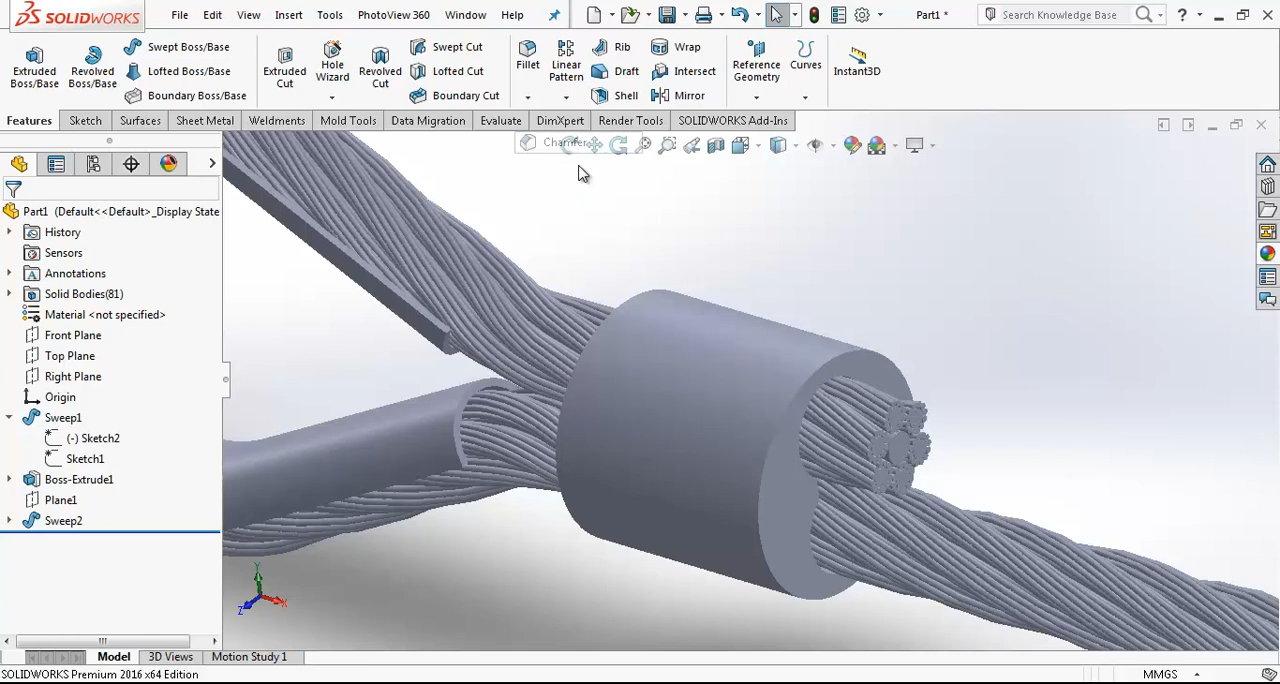 SOLIDWORKS
File Edit View Insert Tools PhotoView 360 Window Help
Part1 *
Search Knowledge Base
?
Extruded Boss/Base
Revolved Boss/Base
Swept Boss/Base
Lofted Boss/Base
Boundary Boss/Base
Extruded Cut
Hole Wizard
Revolved Cut
Swept Cut
Lofted Cut
Boundary Cut
Fillet
Linear Pattern
Rib
Draft
Shell
Wrap
Intersect
Mirror
Reference Geometry
Curves
Instant3D
Features Sketch Surfaces Sheet Metal Weldments Mold Tools Data Migration Evaluate DimXpert Render Tools SOLIDWORKS Add-Ins
Chamfer
Part1 (Default<<Default>_Display State
History
Sensors
Annotations
Solid Bodies(81)
Material <not specified>
Front Plane
Top Plane
Right Plane
Origin
Sweep1
(-) Sketch2
Sketch1
Boss-Extrude1
Plane1
Sweep2
Y
Z
X
Model 3D Views Motion Study 1
SOLIDWORKS Premium 2016 x64 Edition
MMGS